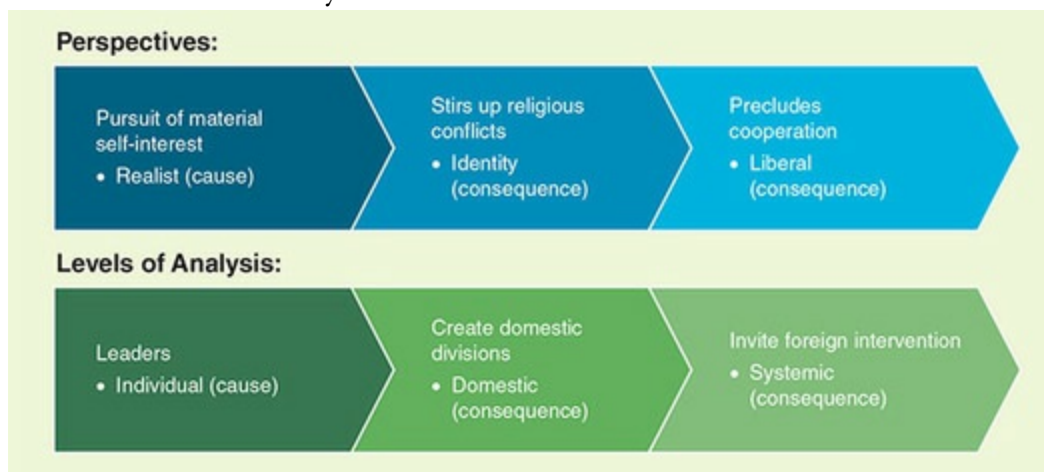 Perspectives:
Pursuit of material
self-interest
• Realist (cause)
Stirs up religious
conflicts
• Identity
(consequence)
Precludes
cooperation
• Liberal
(consequence)
Levels of Analysis:
Leaders
• Individual (cause)
Create domestic
divisions
• Domestic
(consequence)
Invite foreign intervention
• Systemic
(consequence)